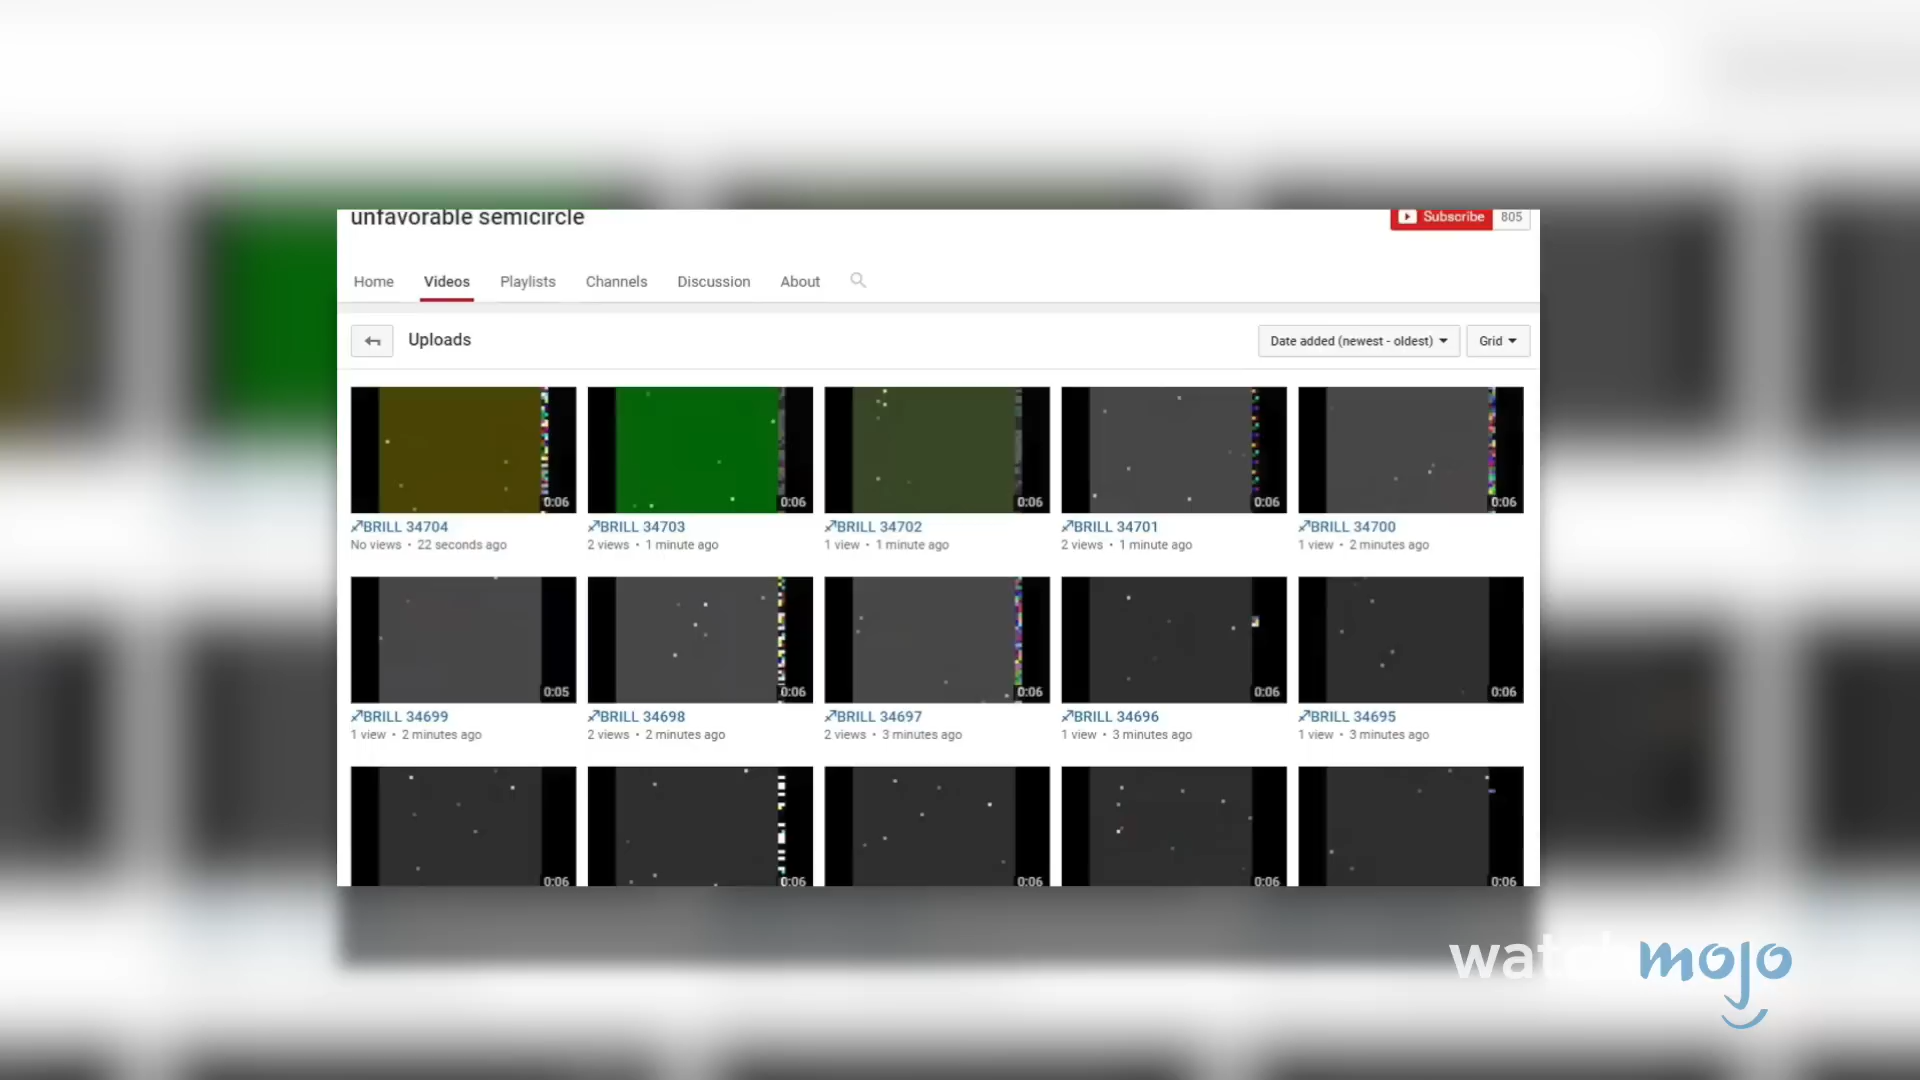 unfavorable semicircle
Subscribe 805
Home Videos Playlists Channels Discussion About
Uploads
Date added (newest - oldest) Grid
0:06 0:06 0:06 0:06 0:06
↗BRILL 34704 ↗BRILL 34703 ↗BRILL 34702 ↗BRILL 34701 ↗BRILL 34700
No views • 22 seconds ago 2 views • 1 minute ago 1 view • 1 minute ago 2 views • 1 minute ago 1 view • 2 minutes ago
0:05 0:06 0:06 0:06 0:06
↗BRILL 34699 ↗BRILL 34698 ↗BRILL 34697 ↗BRILL 34696 ↗BRILL 34695
1 view • 2 minutes ago 2 views • 2 minutes ago 2 views • 3 minutes ago 1 view • 3 minutes ago 1 view • 3 minutes ago
0:06 0:06 0:06 0:06 0:06
watchmojo